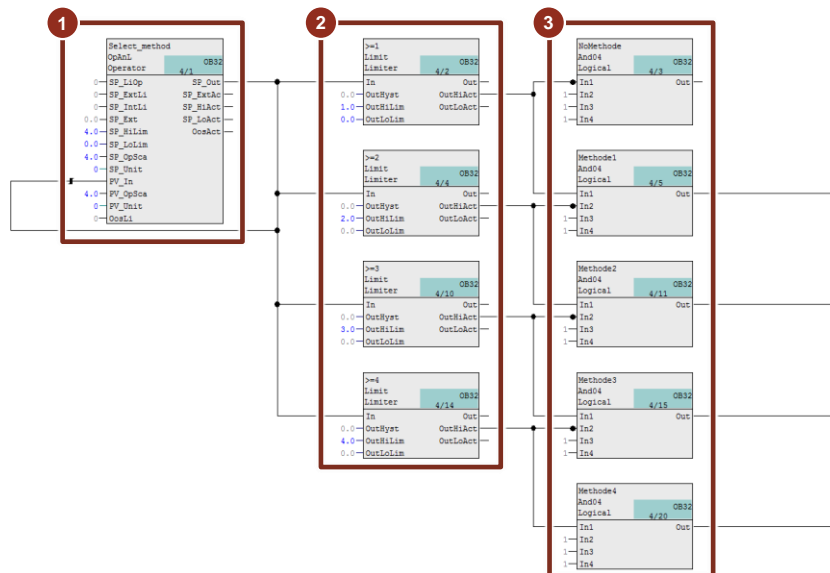 1
Select_method
OpAnL
Operator
OB32
4/1
0 SP_LiOp SP_Out
0 SP_ExtLi SP_ExtAc
0 SP_IntLi SP_HiAct
0.0 SP_Ext SP_LoAct
4.0 SP_HiLim OosAct
0.0 SP_LoLim
4.0 SP_OpSca
0 SP_Unit
PV_In
4.0 PV_OpSca
0 PV_Unit
0 OosLi
2
>=1
Limit
Limiter
OB32
4/2
In Out
0.0 OutHyst OutHiAct
1.0 OutHiLim OutLoAct
0.0 OutLoLim
>=2
Limit
Limiter
OB32
4/4
In Out
0.0 OutHyst OutHiAct
2.0 OutHiLim OutLoAct
0.0 OutLoLim
>=3
Limit
Limiter
OB32
4/10
In Out
0.0 OutHyst OutHiAct
3.0 OutHiLim OutLoAct
0.0 OutLoLim
>=4
Limit
Limiter
OB32
4/14
In Out
0.0 OutHyst OutHiAct
4.0 OutHiLim OutLoAct
0.0 OutLoLim
3
NoMethode
And04
Logical
OB32
4/3
In1 Out
1 In2
1 In3
1 In4
Methode1
And04
Logical
OB32
4/5
In1 Out
In2
1 In3
1 In4
Methode2
And04
Logical
OB32
4/11
In1 Out
In2
1 In3
1 In4
Methode3
And04
Logical
OB32
4/15
In1 Out
In2
1 In3
1 In4
Methode4
And04
Logical
OB32
4/20
In1 Out
1 In2
1 In3
1 In4